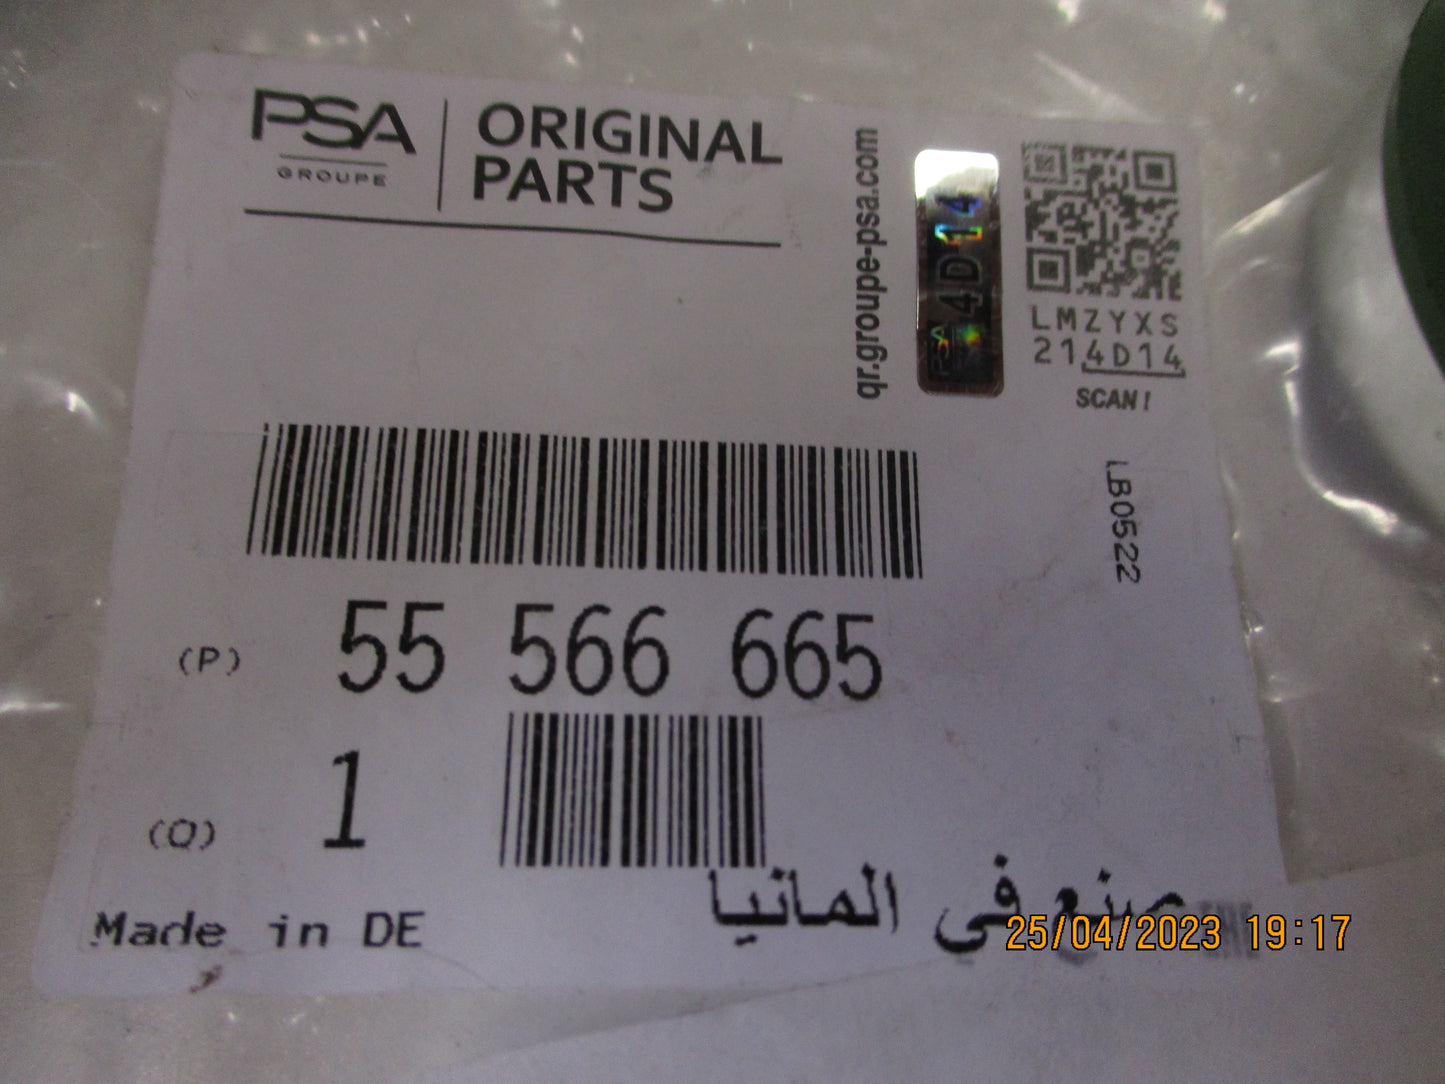 PSA
GROUPE
ORIGINAL
PARTS
qr.groupe-psa.com
PSA 4D14
LMZYXS
214D14
SCAN!
LB0522
(P) 55 566 665
(Q) 1
Made in DE
صنع في المانيا
25/04/2023 19:17